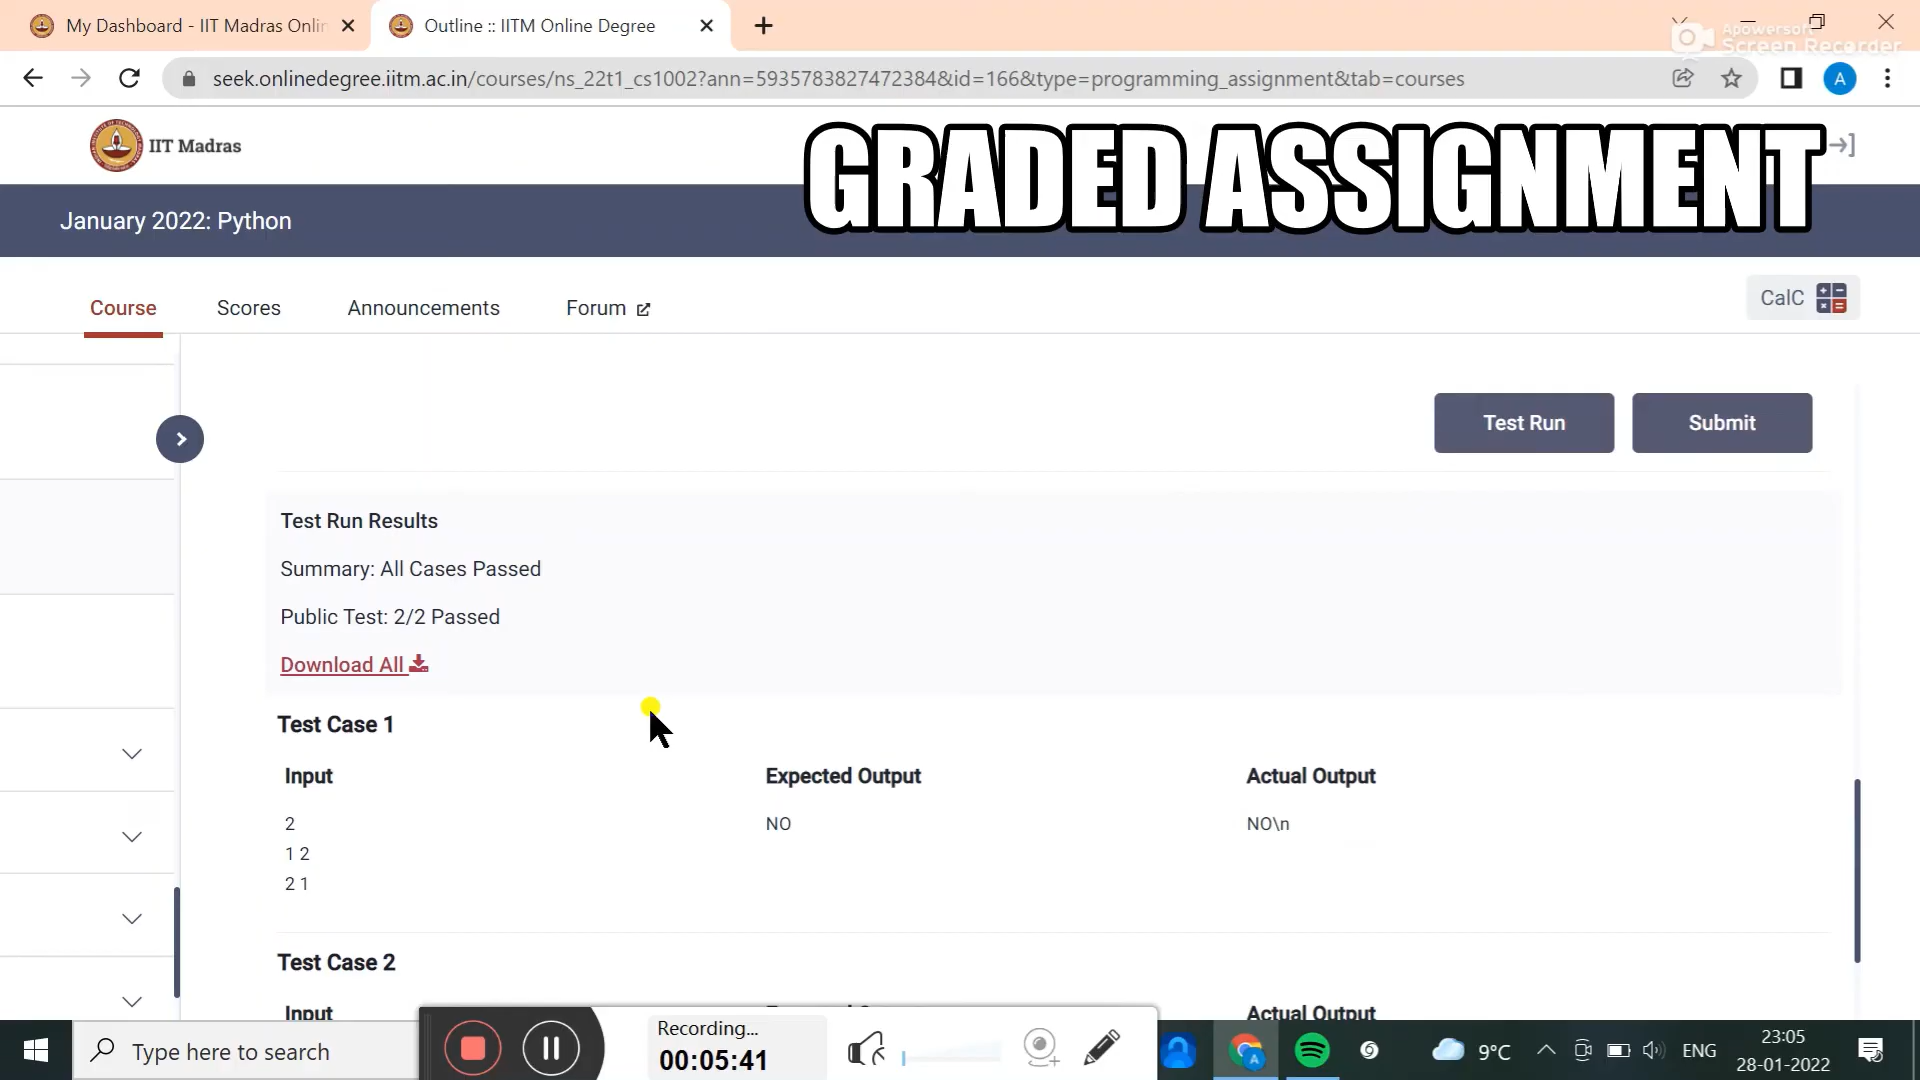 My Dashboard - IIT Madras Onlin
Outline :: IITM Online Degree
Apowersoft
Screen Recorder
seek.onlinedegree.iitm.ac.in/courses/ns_22t1_cs1002?ann=5935783827472384&id=166&type=programming_assignment&tab=courses
A
IIT Madras
GRADED ASSIGNMENT
January 2022: Python
Course
Scores
Announcements
Forum
CalC
Test Run
Submit
Test Run Results
Summary: All Cases Passed
Public Test: 2/2 Passed
Download All
Test Case 1
Input
Expected Output
Actual Output
2
NO
NO\n
1 2
2 1
Test Case 2
Input
Actual Output
Type here to search
Recording...
00:05:41
9°C
ENG
23:05
28-01-2022